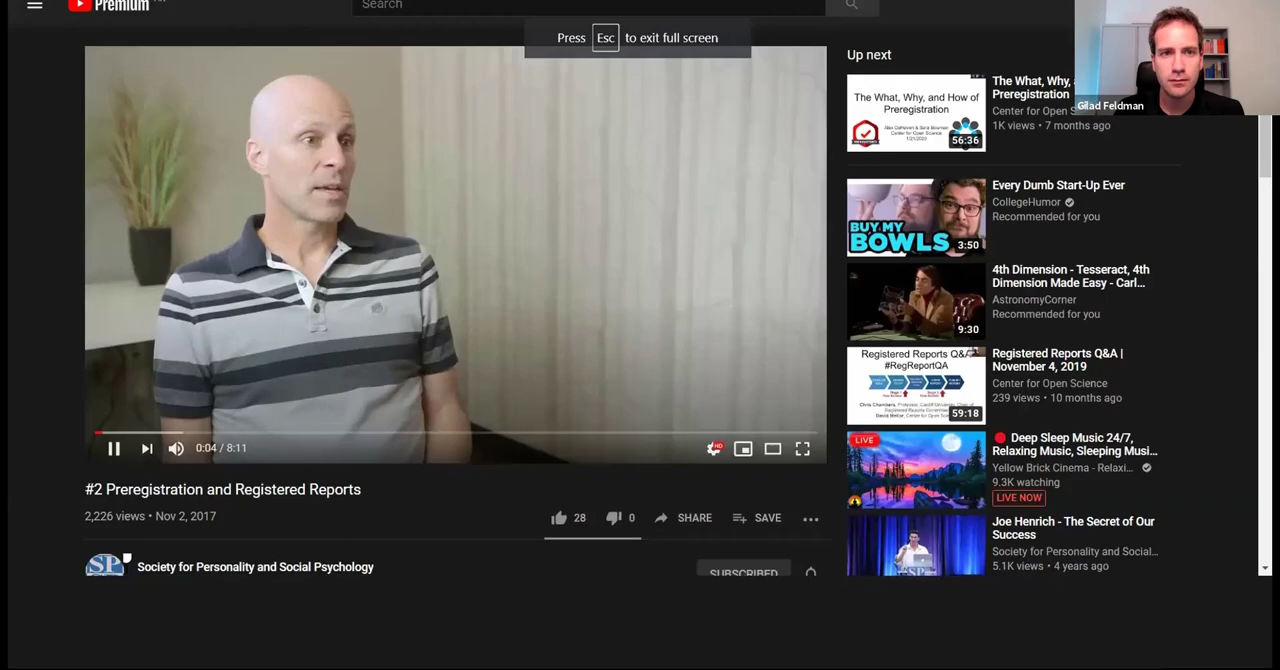 Premium
Search
Press Esc to exit full screen
Up next
Gilad Feldman
The What, Why, and How of
Preregistration
Center for Open Science
56:36
The What, Why,
Preregistration
Center for Open
1K views • 7 months ago
BUY MY
BOWLS
3:50
Every Dumb Start-Up Ever
CollegeHumor
Recommended for you
9:30
4th Dimension - Tesseract, 4th
Dimension Made Easy - Carl...
AstronomyCorner
Recommended for you
Registered Reports Q&A
#RegReportQA
59:18
Registered Reports Q&A |
November 4, 2019
Center for Open Science
239 views • 10 months ago
LIVE
Deep Sleep Music 24/7,
Relaxing Music, Sleeping Musi...
Yellow Brick Cinema - Relaxi...
9.3K watching
LIVE NOW
Joe Henrich - The Secret of Our
Success
Society for Personality and Social...
5.1K views • 4 years ago
0:04 / 8:11
HD
#2 Preregistration and Registered Reports
2,226 views • Nov 2, 2017
28
0
SHARE
SAVE
SP
Society for Personality and Social Psychology
SUBSCRIBED